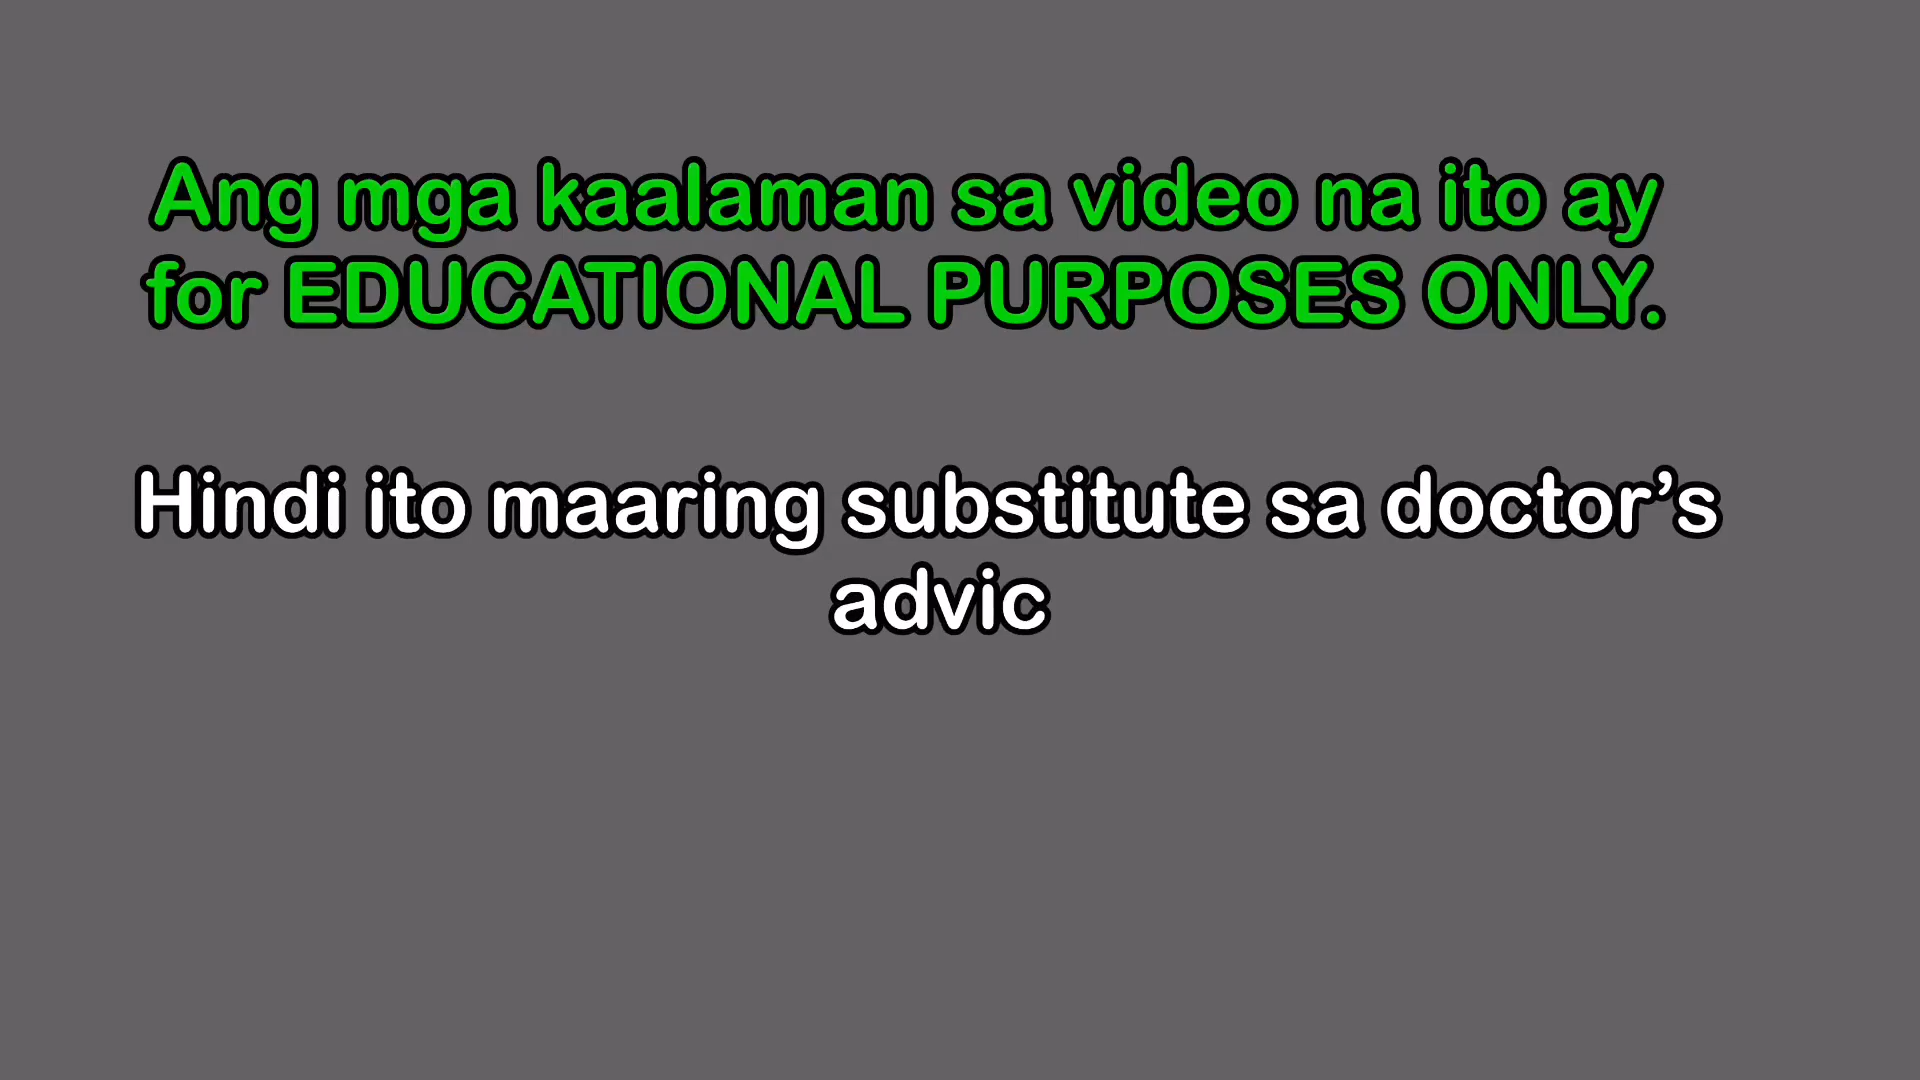 Ang mga kaalaman sa video na ito ay
for EDUCATIONAL PURPOSES ONLY.
Hindi ito maaring substitute sa doctor’s
advic